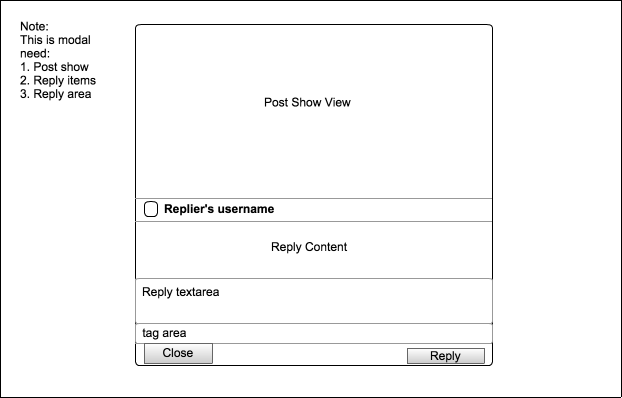 Note:
This is modal
need:
1. Post show
2. Reply items
3. Reply area
Post Show View
Replier's username
Reply Content
Reply textarea
tag area
Close
Reply